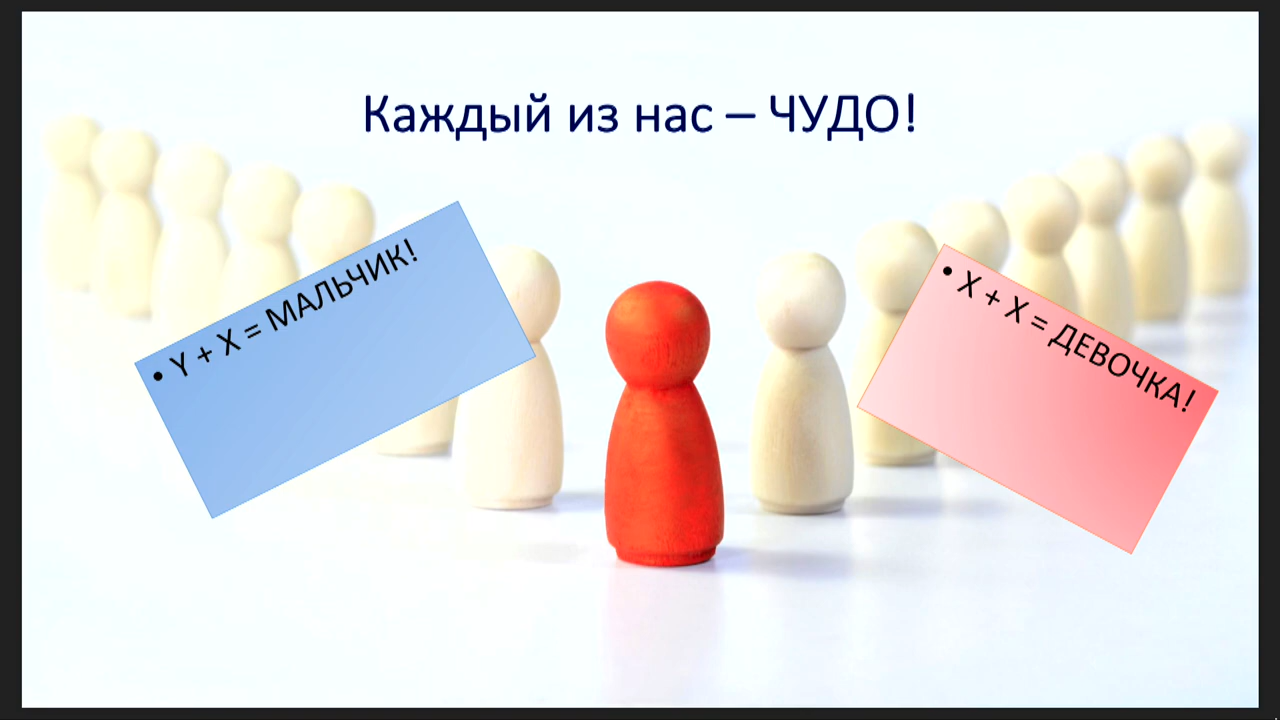 Каждый из нас – ЧУДО!
• Y + X = МАЛЬЧИК!
• X + X = ДЕВОЧКА!